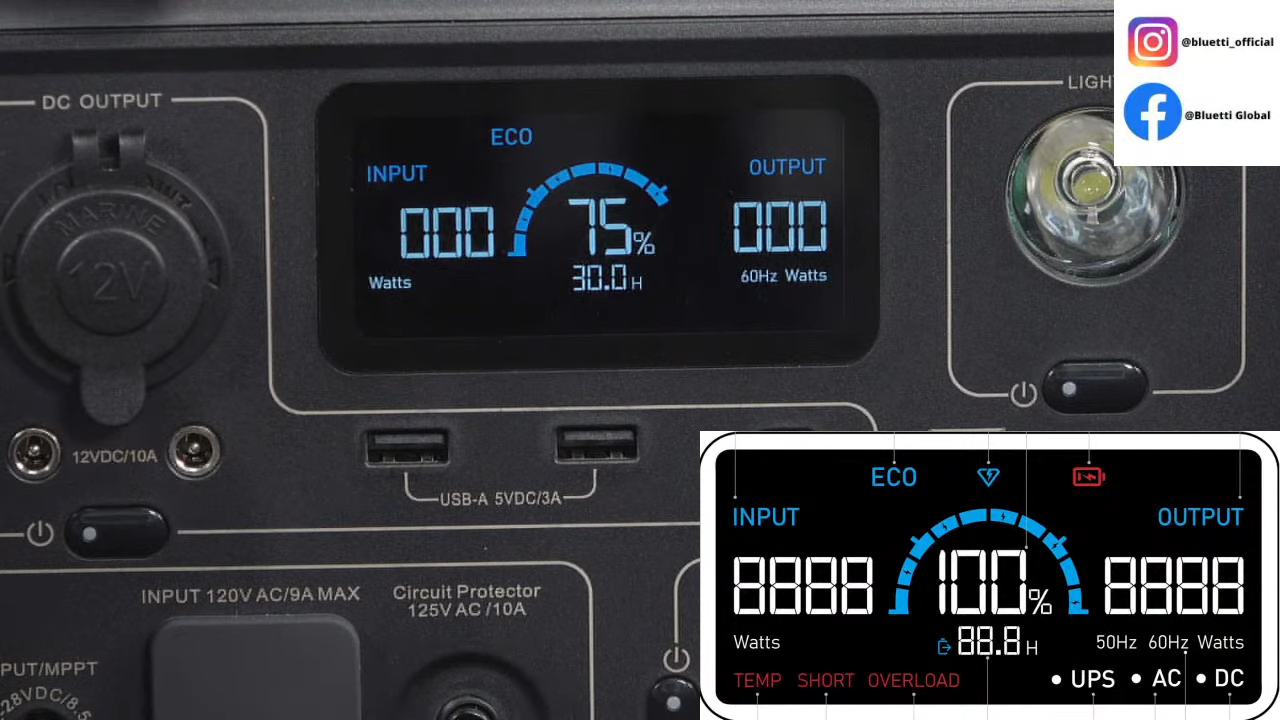 @bluetti_official
@Bluetti Global
DC OUTPUT
LIGHT
MARINE
12V
ECO
INPUT
OUTPUT
000
75%
000
Watts
30.0 H
60Hz Watts
12VDC/10A
USB-A 5VDC/3A
INPUT 120V AC/9A MAX
Circuit Protector
125V AC /10A
PUT/MPPT
28VDC/8.5
ECO
INPUT
OUTPUT
8888
100%
8888
Watts
88.8 H
50Hz 60Hz Watts
TEMP SHORT OVERLOAD
• UPS • AC • DC